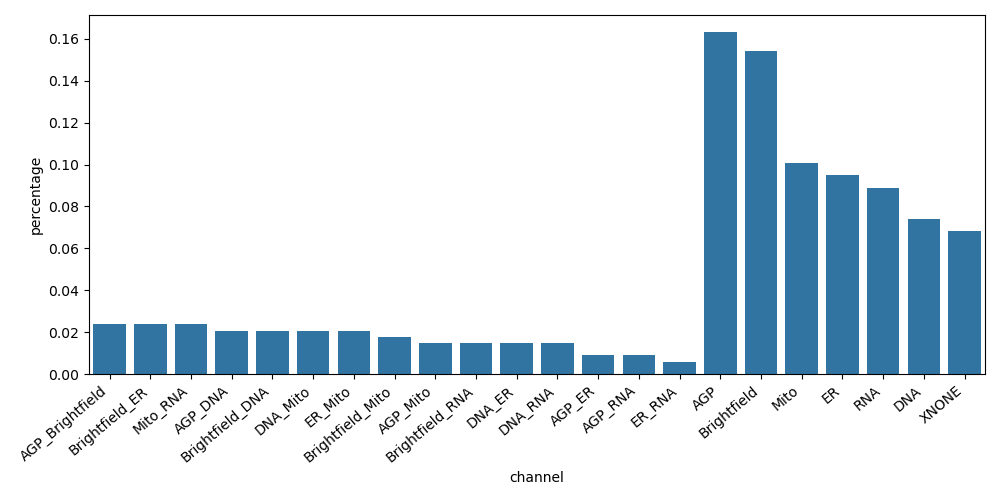 percentage
0.16
0.14
0.12
0.10
0.08
0.06
0.04
0.02
0.00
AGP_Brightfield
Brightfield_ER
Mito_RNA
AGP_DNA
Brightfield_DNA
DNA_Mito
ER_Mito
Brightfield_Mito
AGP_Mito
Brightfield_RNA
DNA_ER
DNA_RNA
AGP_ER
AGP_RNA
ER_RNA
AGP
Brightfield
Mito
ER
RNA
DNA
XNONE
channel